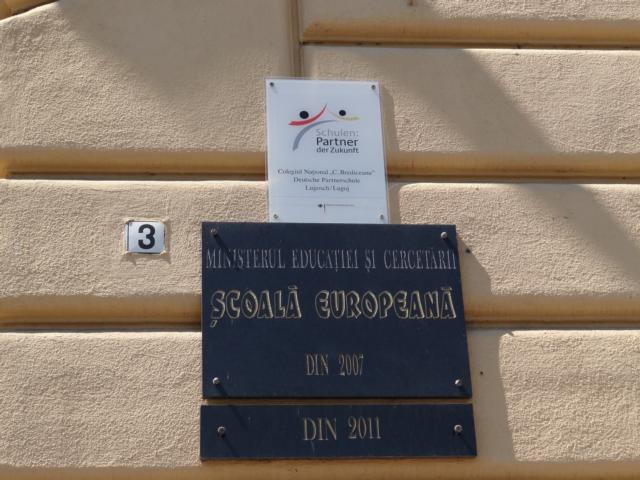 Schulen:
Partner
der Zukunft
Colegiul Național „C. Brediceanu"
Deutsche Partnerschule
Lugosch/Lugoj
3
MINISTERUL EDUCAȚIEI ȘI CERCETĂRII
ȘCOALĂ EUROPEANĂ
DIN 2007
DIN 2011